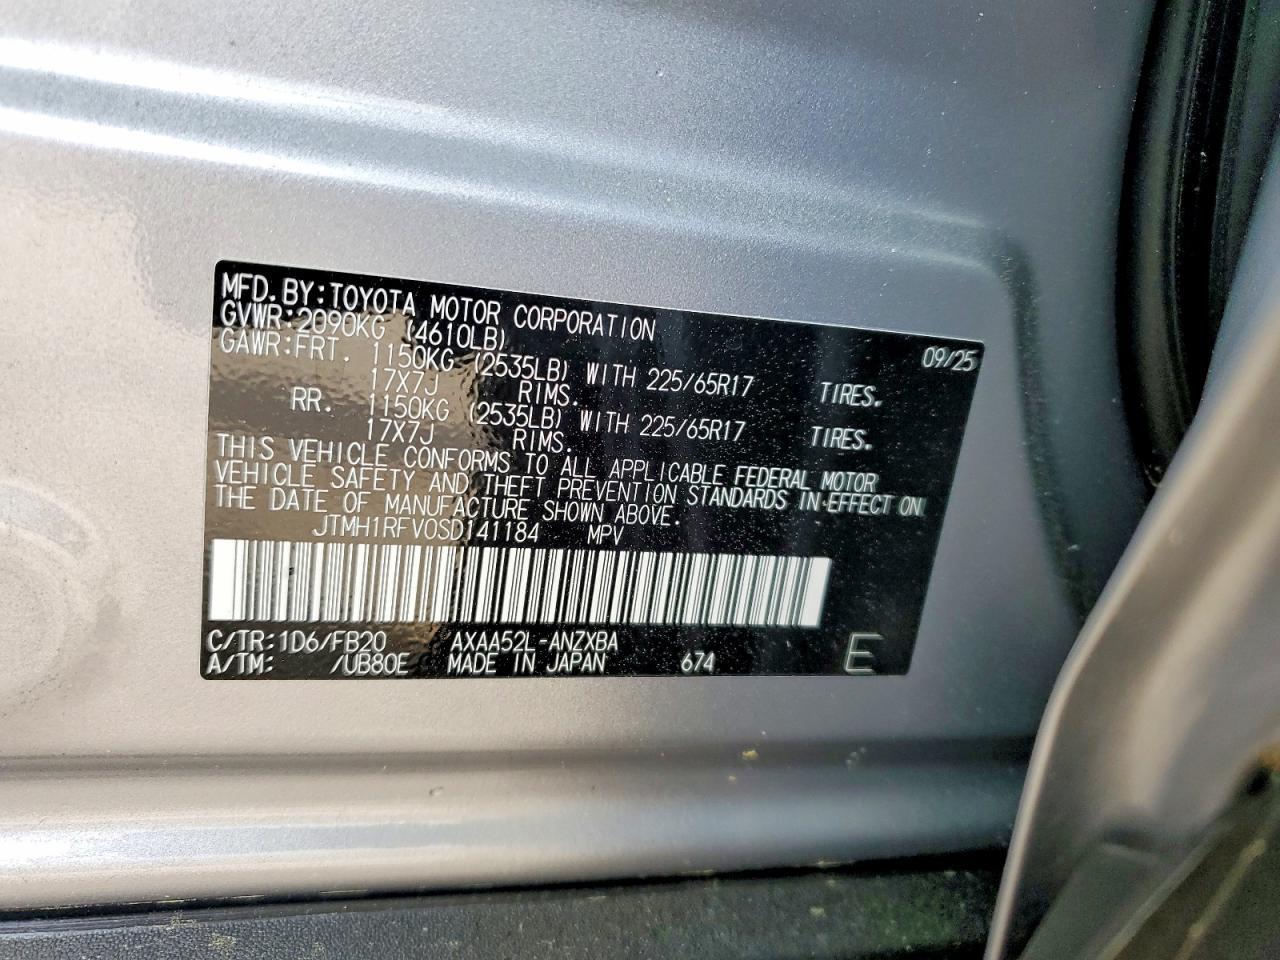 MFD.BY:TOYOTA MOTOR CORPORATION 09/25
GVWR:2090KG (4610LB)
GAWR:FRT. 1150KG (2535LB) WITH 225/65R17 TIRES.
17X7J RIMS.
RR. 1150KG (2535LB) WITH 225/65R17 TIRES.
17X7J RIMS.
THIS VEHICLE CONFORMS TO ALL APPLICABLE FEDERAL MOTOR
VEHICLE SAFETY AND THEFT PREVENTION STANDARDS IN EFFECT ON
THE DATE OF MANUFACTURE SHOWN ABOVE.
JTMH1RFV0SD141184 MPV
C/TR:1D6/FB20 AXAA52L-ANZXBA
A/TM: /UB80E MADE IN JAPAN 674 E